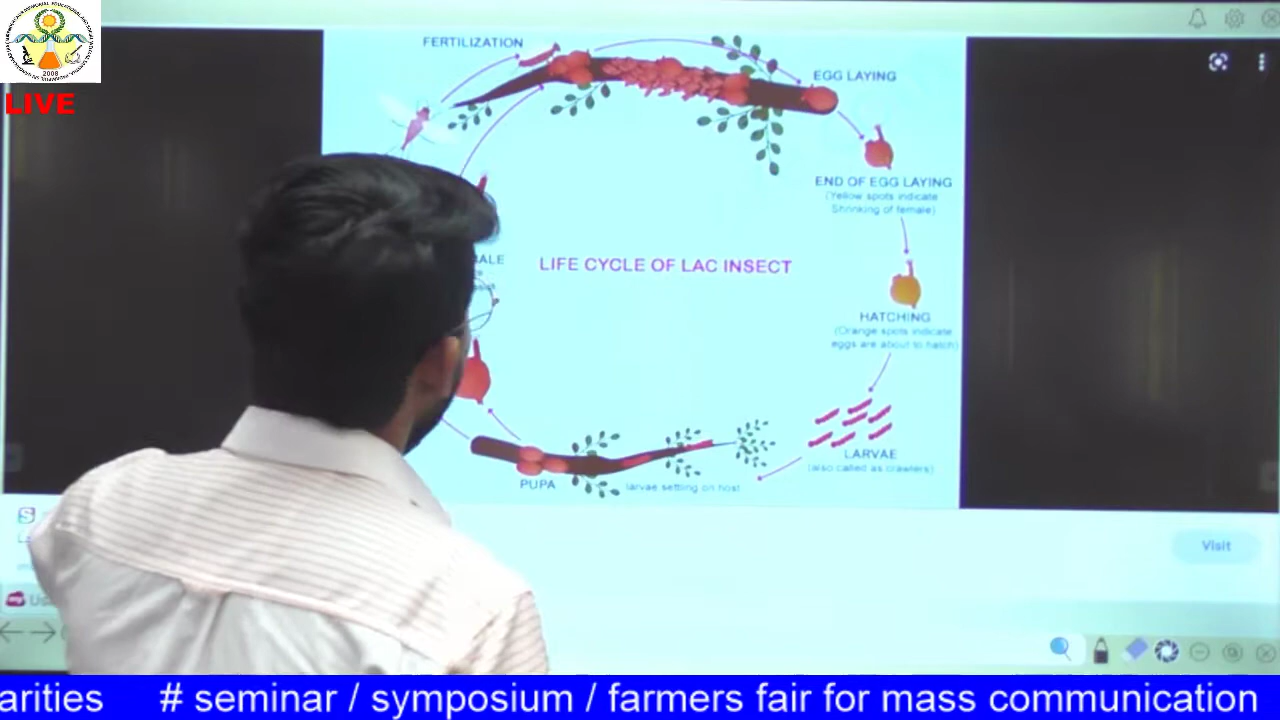 2008
LIVE
FERTILIZATION
EGG LAYING
END OF EGG LAYING
(Yellow spots indicate
Shrinking of female)
LIFE CYCLE OF LAC INSECT
HATCHING
(Orange spots indicate
eggs are about to hatch)
LARVAE
(also called as crawlers)
PUPA
larvae settling on host
Visit
arities # seminar / symposium / farmers fair for mass communication